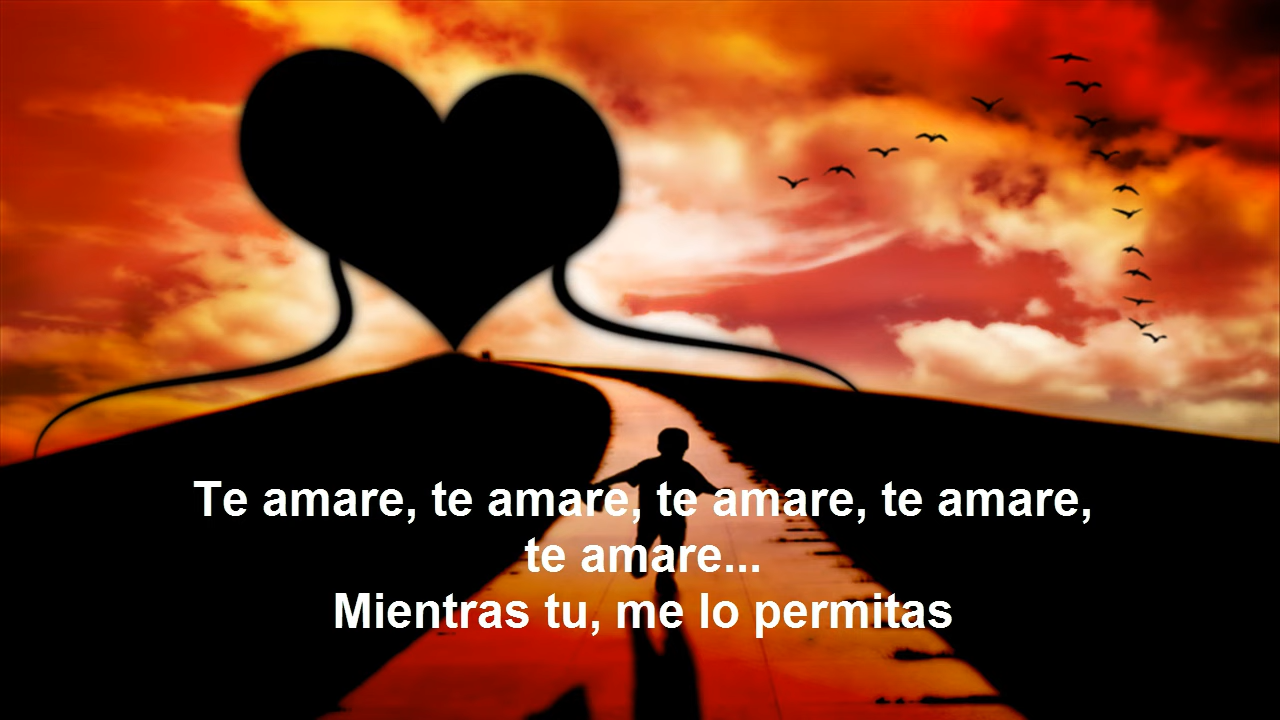 Te amare, te amare, te amare, te amare,
te amare...
Mientras tu, me lo permitas